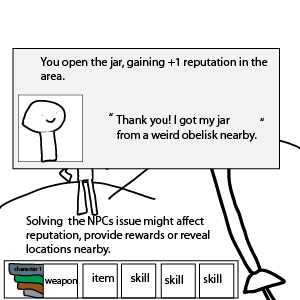 You open the jar, gaining +1 reputation in the
area.
“ Thank you! I got my jar “
from a weird obelisk nearby.
Solving the NPCs issue might affect
reputation, provide rewards or reveal
locations nearby.
character 1
weapon
item
skill
skill
skill